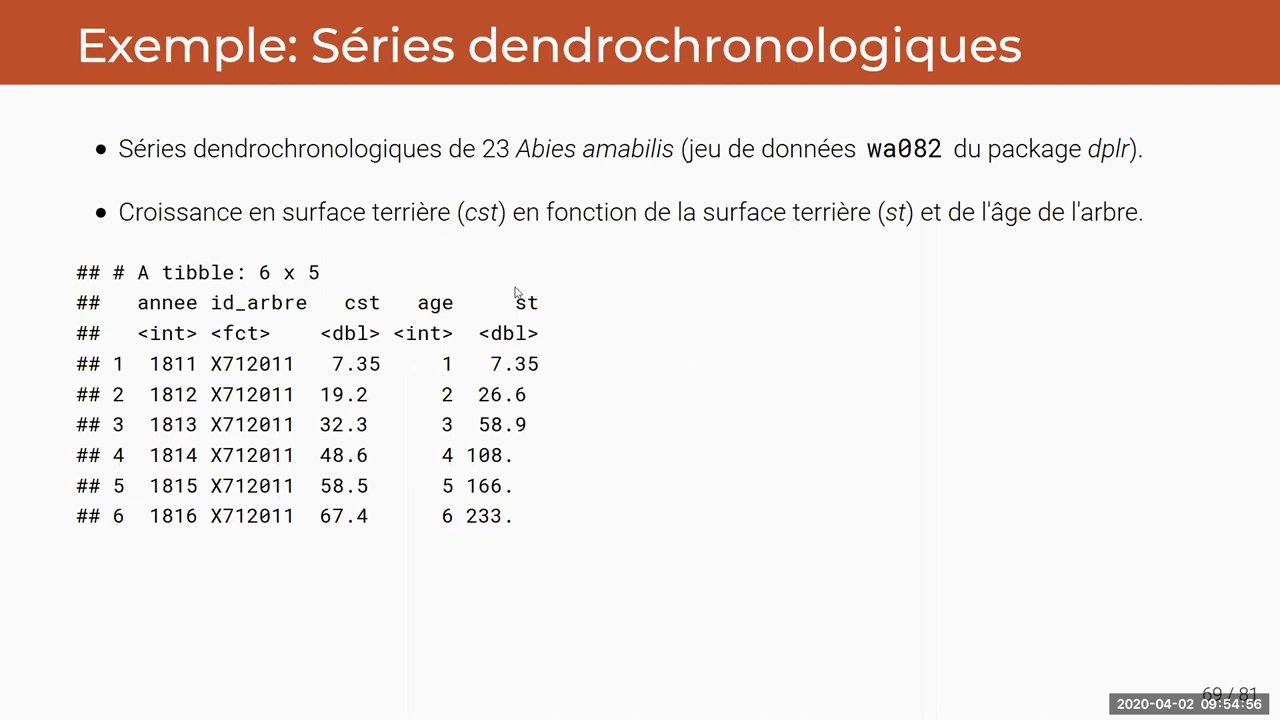 Exemple: Séries dendrochronologiques
• Séries dendrochronologiques de 23 Abies amabilis (jeu de données wa082 du package dplr).
• Croissance en surface terrière (cst) en fonction de la surface terrière (st) et de l'âge de l'arbre.
## # A tibble: 6 x 5
##   annee id_arbre   cst   age     st
##   <int> <fct>    <dbl> <int>  <dbl>
## 1  1811 X712011   7.35     1   7.35
## 2  1812 X712011  19.2      2  26.6
## 3  1813 X712011  32.3      3  58.9
## 4  1814 X712011  48.6      4 108.
## 5  1815 X712011  58.5      5 166.
## 6  1816 X712011  67.4      6 233.
69 / 81
2020-04-02 09:54:56